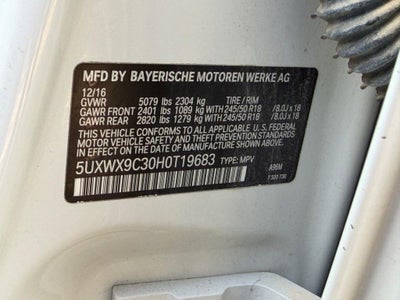 MFD BY BAYERISCHE MOTOREN WERKE AG
12/16
GVWR 5079 lbs 2304 kg TIRE / RIM
GAWR FRONT 2401 lbs 1089 kg WITH 245/50 R18 /8.0J x 18
GAWR REAR 2820 lbs 1279 kg WITH 245/50 R18 /8.0J x 18
THIS VEHICLE CONFORMS TO ALL APPLICABLE U. S. FEDERAL
MOTOR VEHICLE SAFETY AND THEFT PREVENTION STANDARDS
IN EFFECT ON THE DATE OF MANUFACTURE SHOWN ABOVE.
5UXWX9C30H0T19683 TYPE: MPV A96M